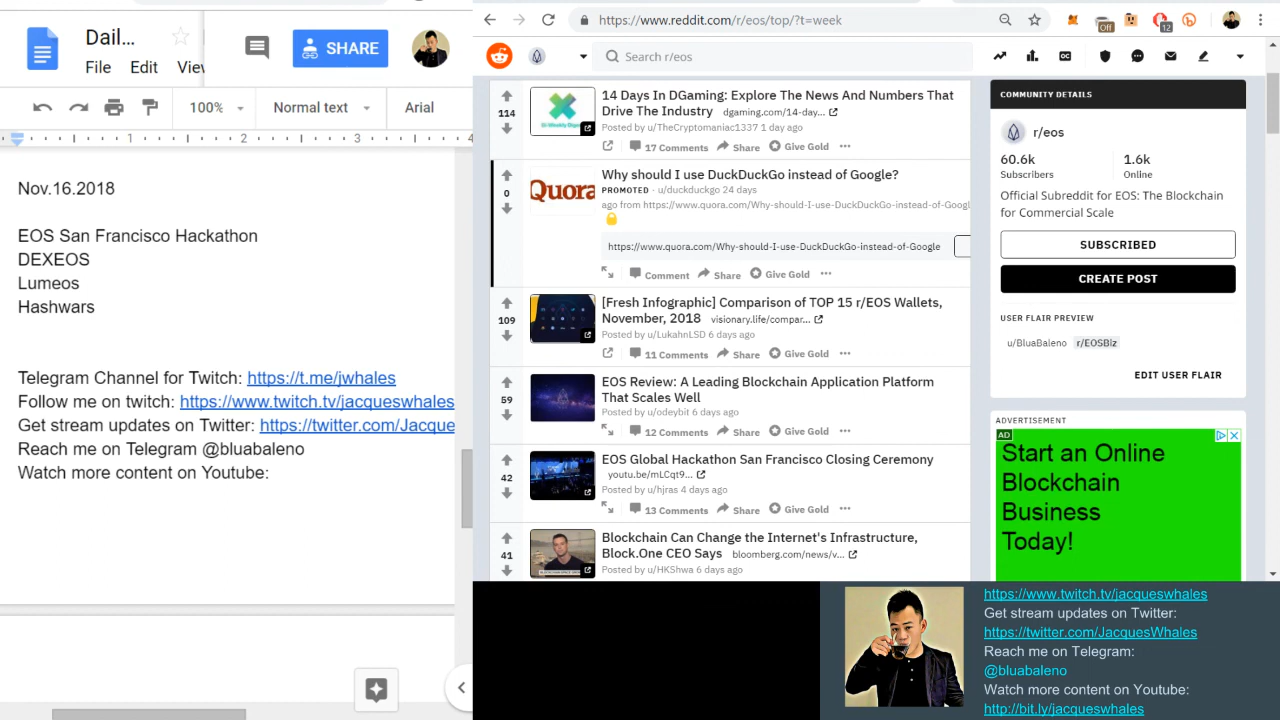 Dail...
SHARE
File Edit
100% Normal text Arial
1 2 3 4
Nov.16.2018
EOS San Francisco Hackathon
DEXEOS
Lumeos
Hashwars
Telegram Channel for Twitch: https://t.me/jwhales
Follow me on twitch: https://www.twitch.tv/jacqueswhales
Get stream updates on Twitter: https://twitter.com/Jacque
Reach me on Telegram @bluabaleno
Watch more content on Youtube:
https://www.reddit.com/r/eos/top/?t=week
Off 12
Search r/eos
114
14 Days In DGaming: Explore The News And Numbers That
Drive The Industry dgaming.com/14-day...
Posted by u/TheCryptomaniac1337 1 day ago
17 Comments Share Give Gold
0
Quora
Why should I use DuckDuckGo instead of Google?
PROMOTED · u/duckduckgo 24 days
ago from https://www.quora.com/Why-should-I-use-DuckDuckGo-instead-of-Googl
https://www.quora.com/Why-should-I-use-DuckDuckGo-instead-of-Google
Comment Share Give Gold
109
[Fresh Infographic] Comparison of TOP 15 r/EOS Wallets,
November, 2018 visionary.life/compar...
Posted by u/LukahnLSD 6 days ago
11 Comments Share Give Gold
59
EOS Review: A Leading Blockchain Application Platform
That Scales Well
Posted by u/odeybit 6 days ago
12 Comments Share Give Gold
42
EOS Global Hackathon San Francisco Closing Ceremony
youtu.be/mLCqt9...
Posted by u/hjras 4 days ago
13 Comments Share Give Gold
41
Blockchain Can Change the Internet's Infrastructure,
Block.One CEO Says bloomberg.com/news/v...
Posted by u/HKShwa 6 days ago
COMMUNITY DETAILS
r/eos
60.6k 1.6k
Subscribers Online
Official Subreddit for EOS: The Blockchain
for Commercial Scale
SUBSCRIBED
CREATE POST
USER FLAIR PREVIEW
u/BluaBaleno r/EOSBIz
EDIT USER FLAIR
ADVERTISEMENT
AD
Start an Online
Blockchain
Business
Today!
https://www.twitch.tv/jacqueswhales
Get stream updates on Twitter:
https://twitter.com/JacquesWhales
Reach me on Telegram:
@bluabaleno
Watch more content on Youtube:
http://bit.ly/jacqueswhales